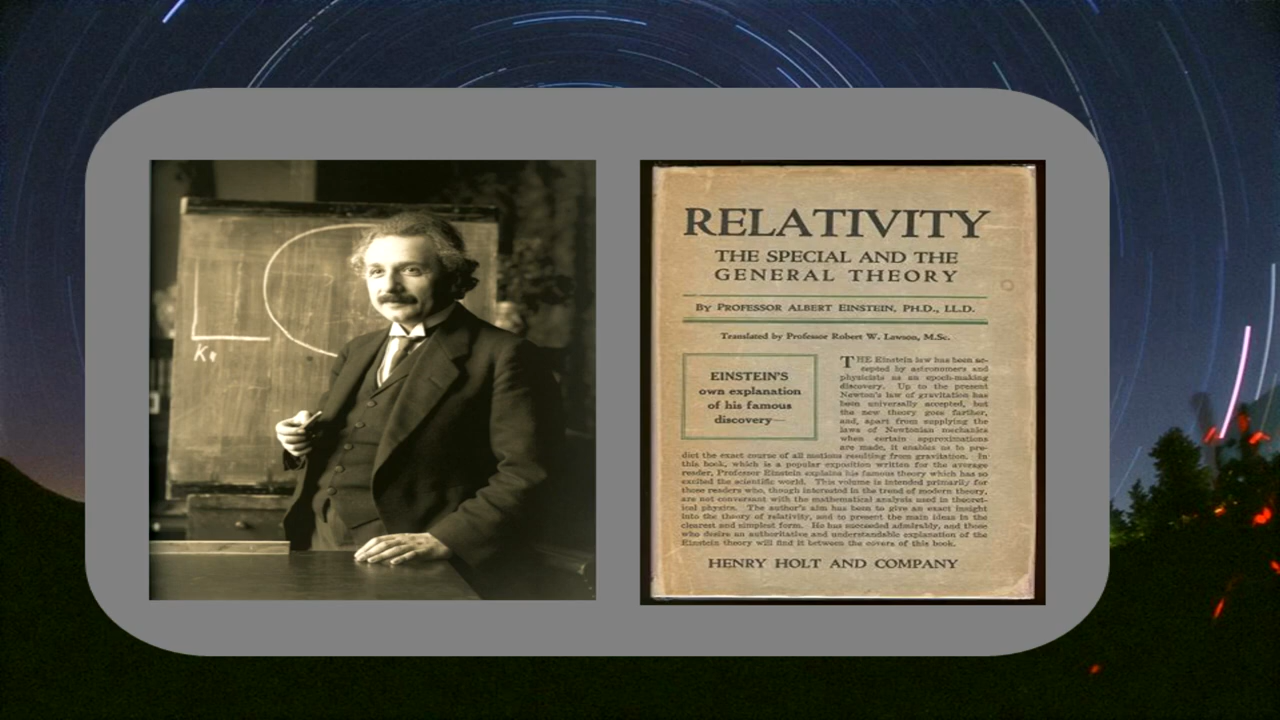 K
RELATIVITY
THE SPECIAL AND THE
GENERAL THEORY
By PROFESSOR ALBERT EINSTEIN, PH.D., LL.D.
Translated by Professor Robert W. Lawson, M.Sc.
EINSTEIN'S
own explanation
of his famous
discovery—
THE Einstein law has been ac-
cepted by astronomers and
physicists as an epoch-making
discovery. Up to the present
Newton's law of gravitation has
been universally accepted, but
the new theory goes farther,
and, apart from supplying the
laws of Newtonian mechanics
when certain approximations
are made, it enables us to pre-
dict the exact course of all motions resulting from gravitation. In
this book, which is a popular exposition written for the average
reader, Professor Einstein explains his famous theory which has so
excited the scientific world. This volume is intended primarily for
those readers who, though interested in the trend of modern theory,
are not conversant with the mathematical analysis used in theoret-
ical physics. The author's aim has been to give an exact insight
into the theory of relativity, and to present the main ideas in the
clearest and simplest form. He has succeeded admirably, and those
who desire an authoritative and understandable explanation of the
Einstein theory will find it between the covers of this book.
HENRY HOLT AND COMPANY